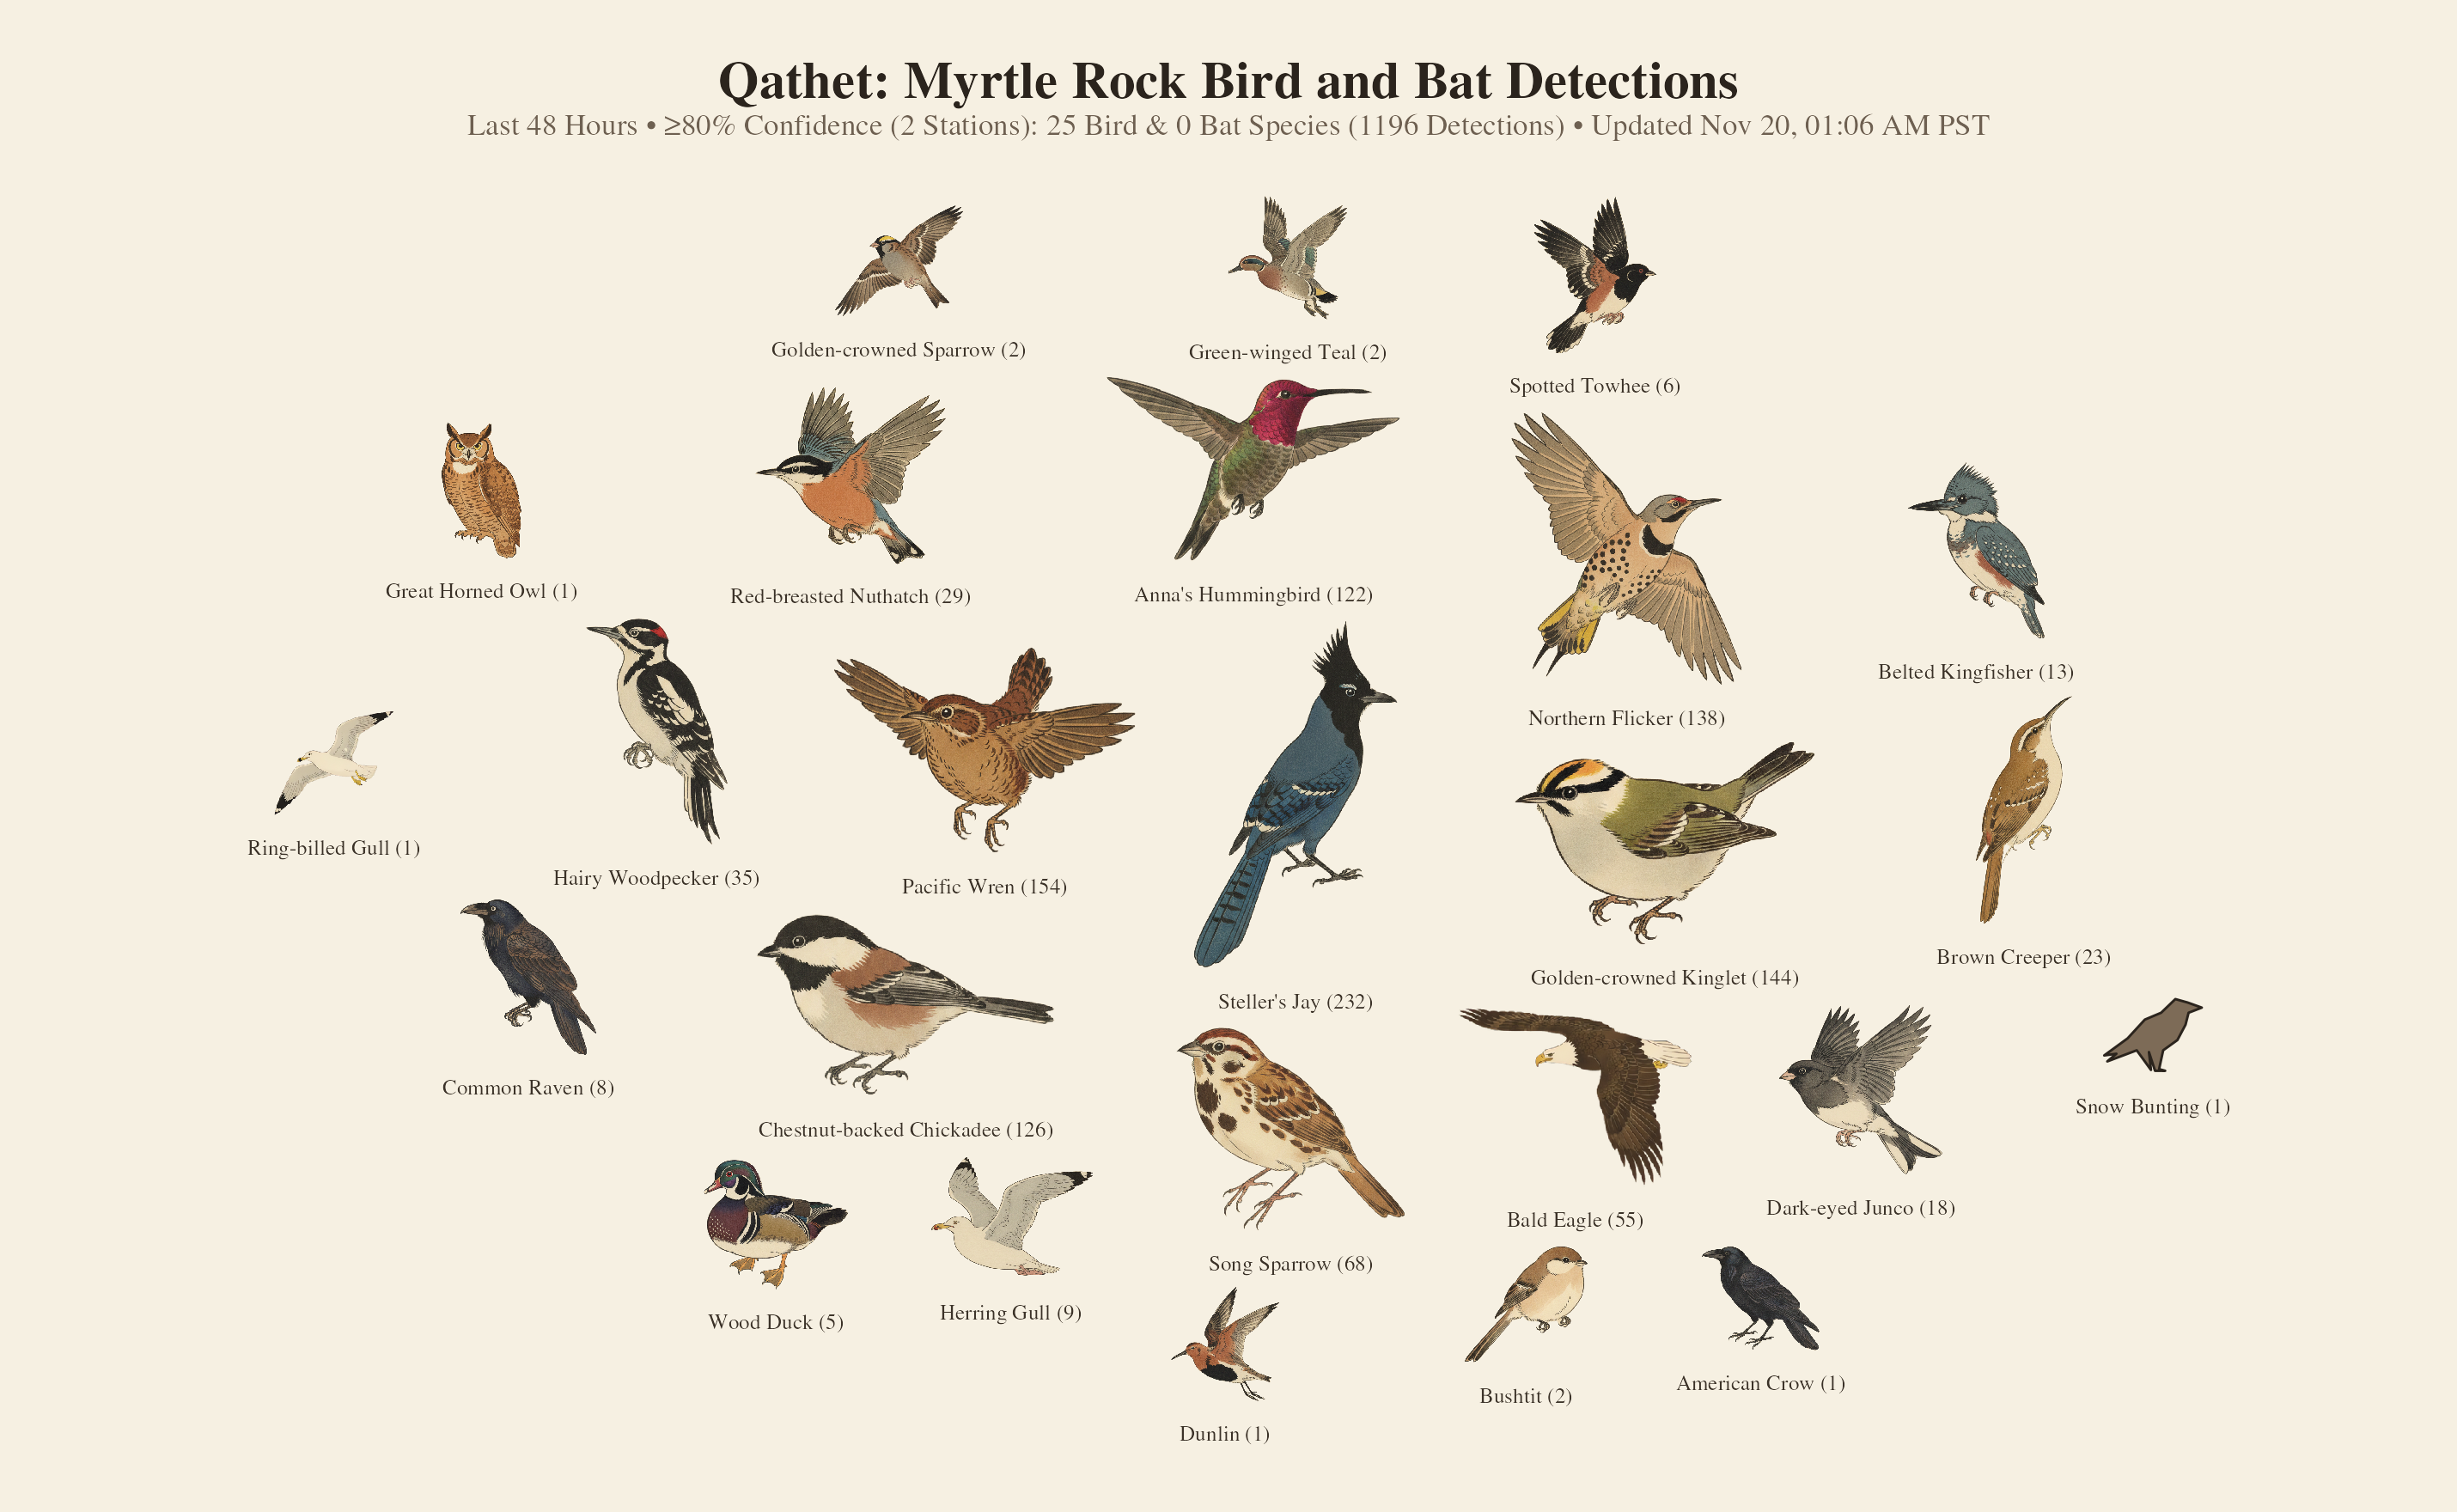 Qathet: Myrtle Rock Bird and Bat Detections
Last 48 Hours • ≥80% Confidence (2 Stations): 25 Bird & 0 Bat Species (1196 Detections) • Updated Nov 20, 01:06 AM PST
Golden-crowned Sparrow (2)
Green-winged Teal (2)
Spotted Towhee (6)
Great Horned Owl (1)
Red-breasted Nuthatch (29)
Anna's Hummingbird (122)
Belted Kingfisher (13)
Northern Flicker (138)
Ring-billed Gull (1)
Hairy Woodpecker (35)
Pacific Wren (154)
Brown Creeper (23)
Golden-crowned Kinglet (144)
Steller's Jay (232)
Common Raven (8)
Chestnut-backed Chickadee (126)
Snow Bunting (1)
Dark-eyed Junco (18)
Bald Eagle (55)
Song Sparrow (68)
Wood Duck (5)
Herring Gull (9)
American Crow (1)
Bushtit (2)
Dunlin (1)